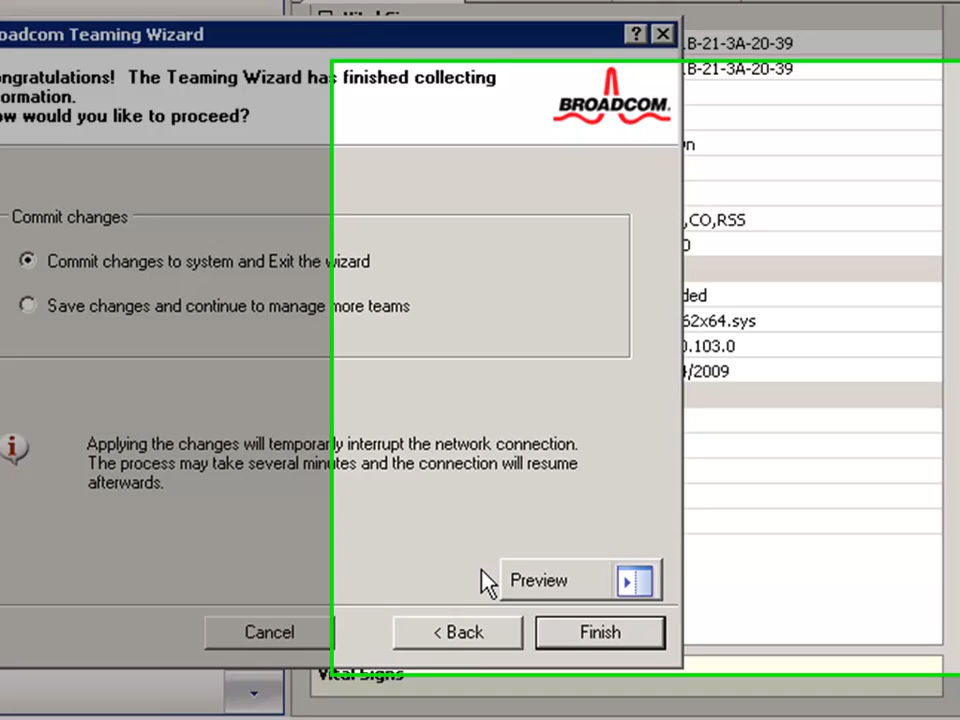 oadcom Teaming Wizard
ongratulations! The Teaming Wizard has finished collecting
ormation.
ow would you like to proceed?
BROADCOM.
Commit changes
Commit changes to system and Exit the wizard
Save changes and continue to manage more teams
Applying the changes will temporarly interrupt the network connection.
The process may take several minutes and the connection will resume
afterwards.
Preview
Cancel
< Back
Finish
B-21-3A-20-39
B-21-3A-20-39
n
,CO,RSS
0
ded
62x64.sys
0.103.0
4/2009
Vital Signs